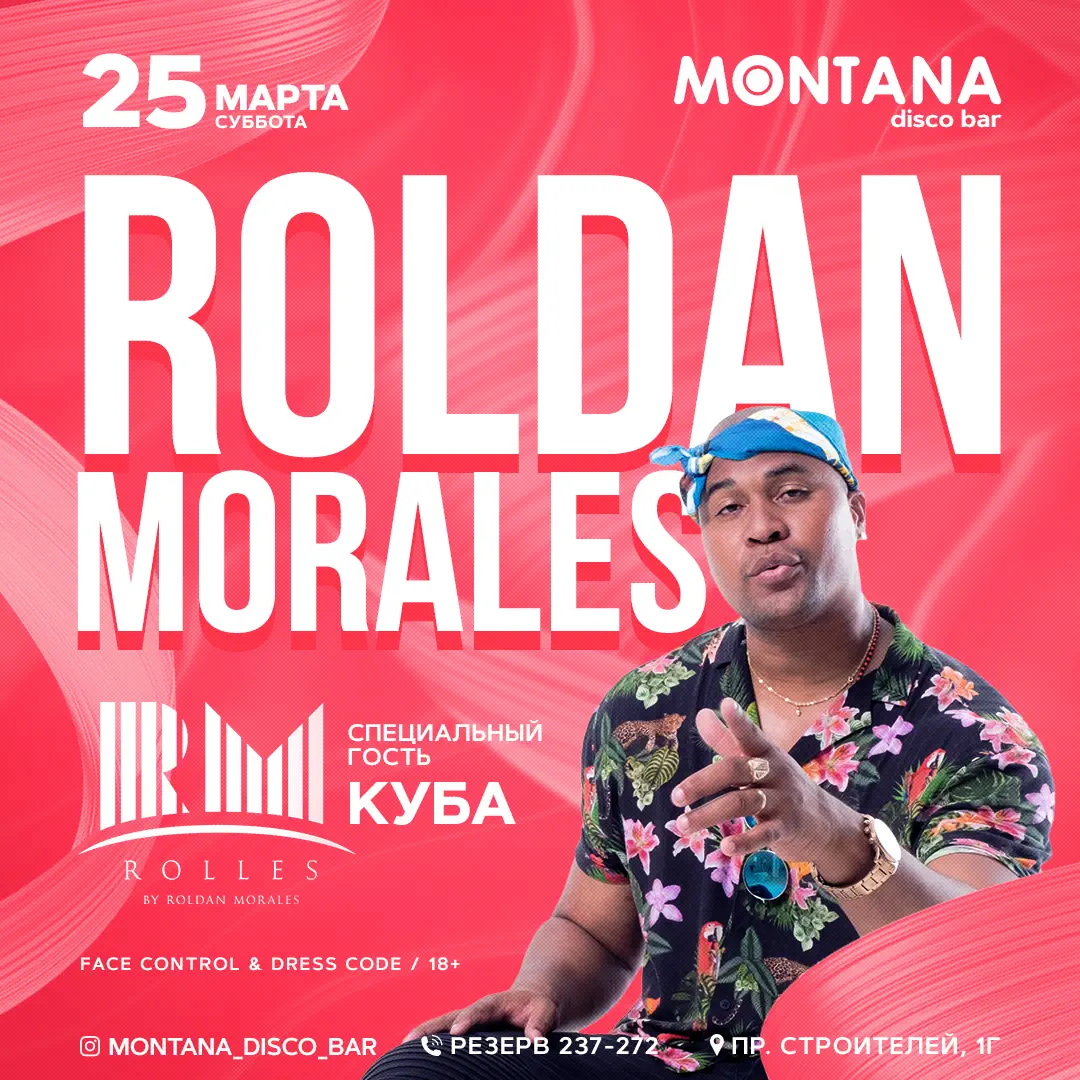 25 МАРТА
СУББОТА
MONTANA
disco bar
ROLDAN
MORALES
RM
ROLLES
BY ROLDAN MORALES
СПЕЦИАЛЬНЫЙ
ГОСТЬ
КУБА
FACE CONTROL & DRESS CODE / 18+
MONTANA_DISCO_BAR
РЕЗЕРВ 237-272
ПР. СТРОИТЕЛЕЙ, 1Г